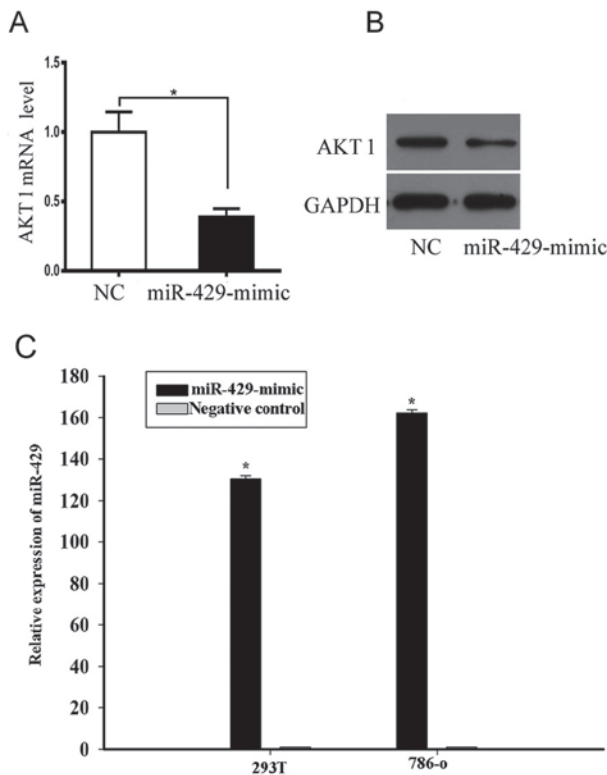 A
1.5
1.0
0.5
0.0
AKT 1 mRNA level
*
NC miR-429-mimic
B
AKT 1
GAPDH
NC miR-429-mimic
C
180
160
140
120
100
80
60
40
20
0
Relative expression of miR-429
miR-429-mimic
Negative control
*
*
293T 786-o